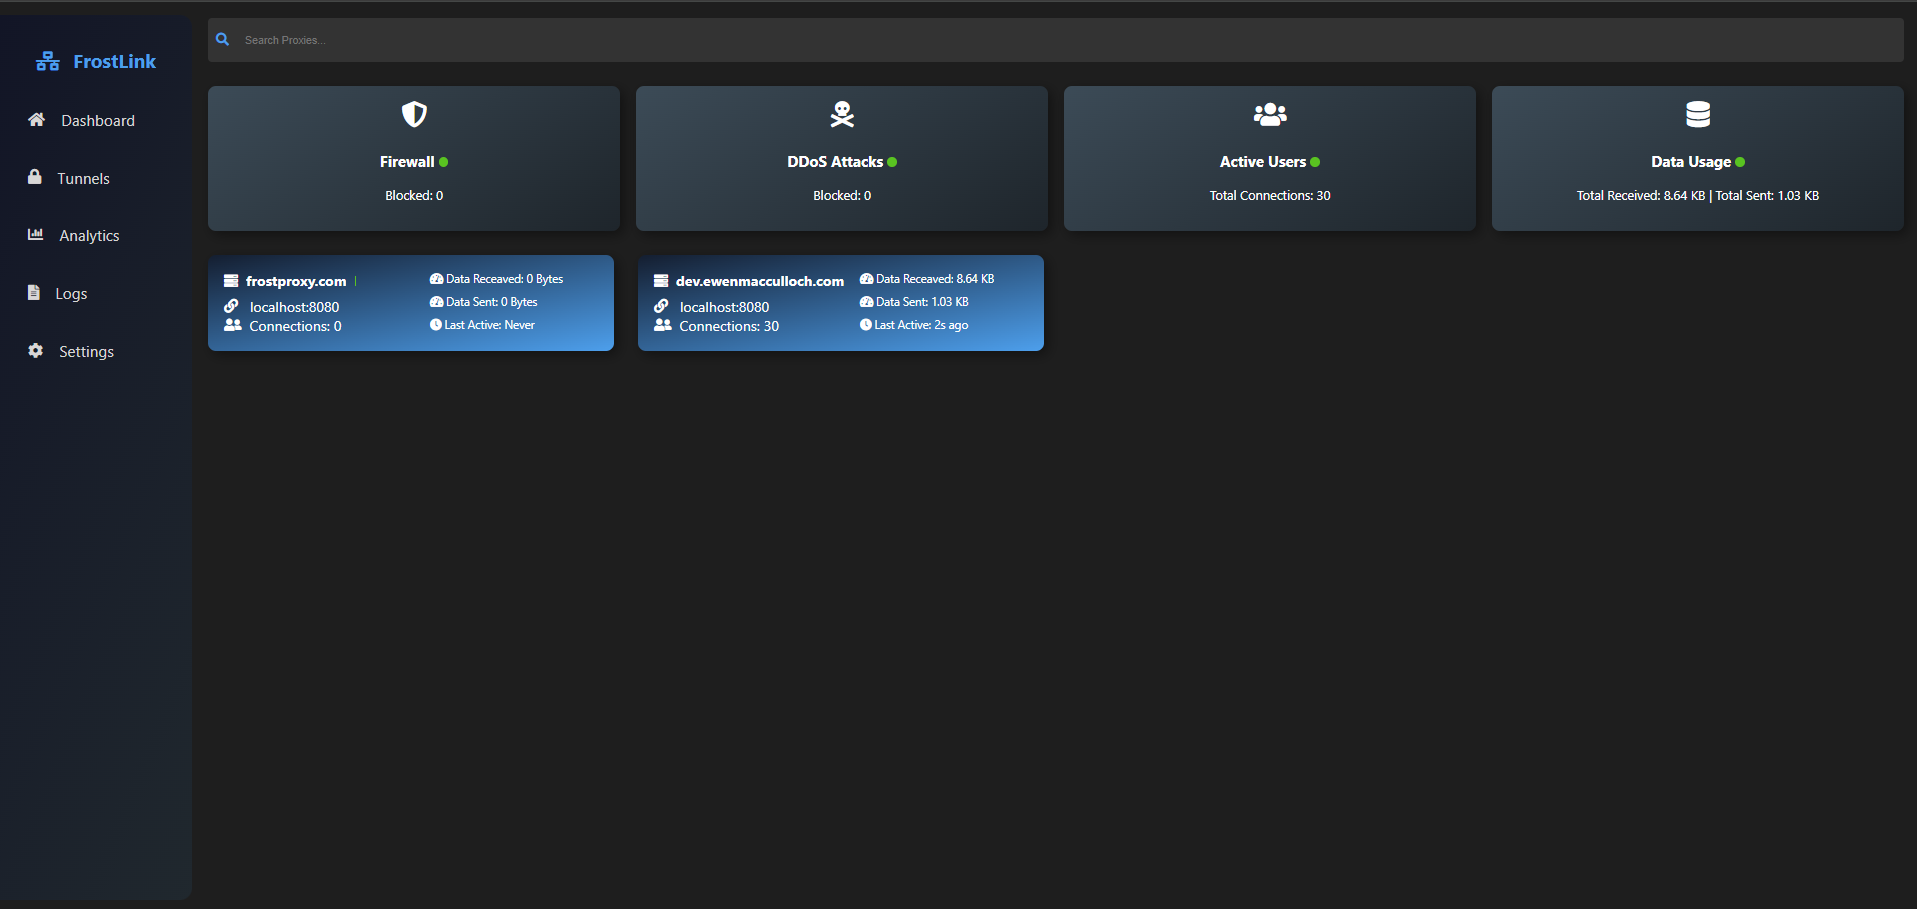 FrostLink
Dashboard
Tunnels
Analytics
Logs
Settings
Search Proxies...
Firewall
Blocked: 0
DDoS Attacks
Blocked: 0
Active Users
Total Connections: 30
Data Usage
Total Received: 8.64 KB | Total Sent: 1.03 KB
frostproxy.com |
localhost:8080
Connections: 0
Data Receaved: 0 Bytes
Data Sent: 0 Bytes
Last Active: Never
dev.ewenmacculloch.com
localhost:8080
Connections: 30
Data Receaved: 8.64 KB
Data Sent: 1.03 KB
Last Active: 2s ago